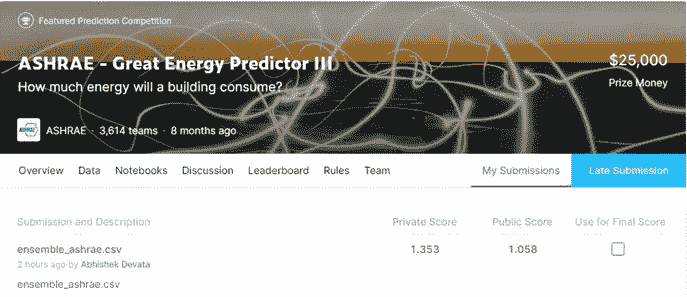 Featured Prediction Competition
ASHRAE - Great Energy Predictor III
$25,000
How much energy will a building consume?
Prize Money
ASHRAE · 3,614 teams · 8 months ago
Overview Data Notebooks Discussion Leaderboard Rules Team My Submissions Late Submission
Submission and Description Private Score Public Score Use for Final Score
ensemble_ashrae.csv 1.353 1.058
2 hours ago by Abhishek Devata
ensemble_ashrae.csv